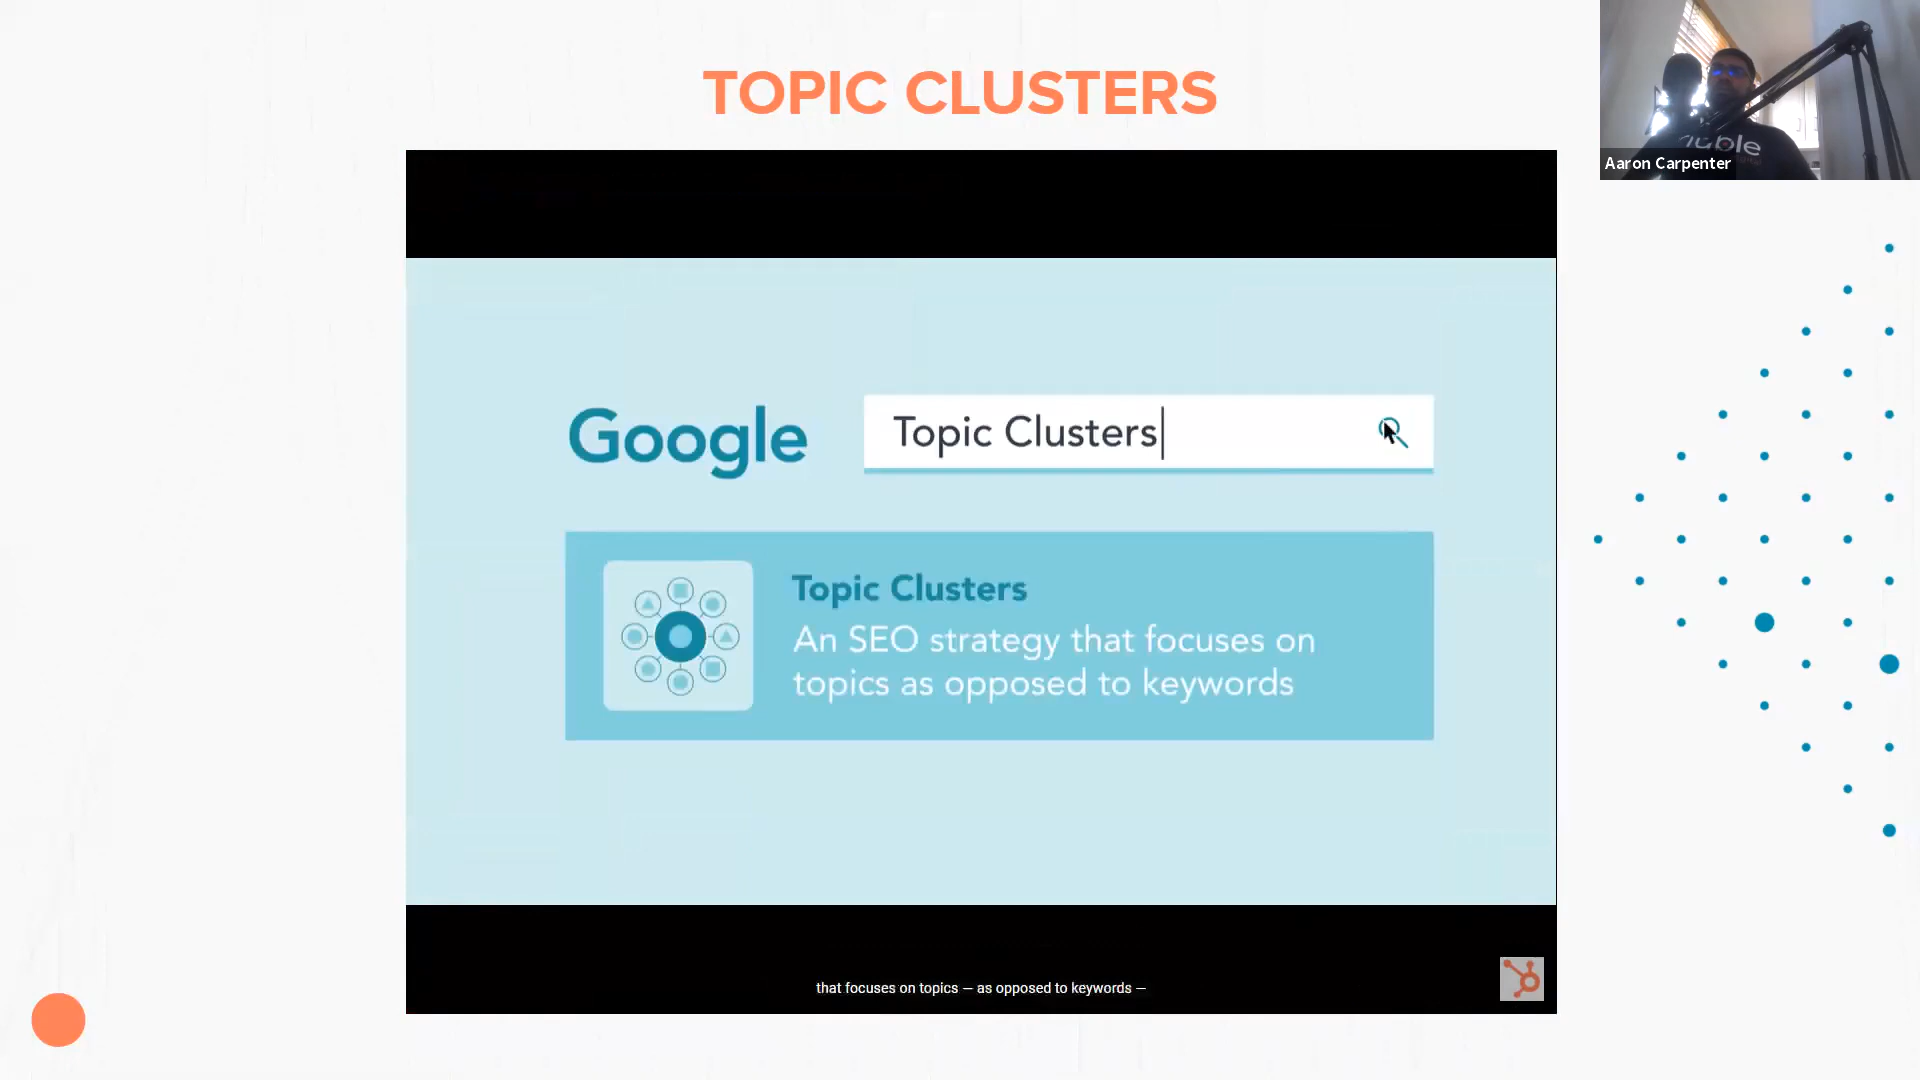 TOPIC CLUSTERS
Aaron Carpenter
Google
Topic Clusters
Topic Clusters
An SEO strategy that focuses on
topics as opposed to keywords
that focuses on topics — as opposed to keywords —